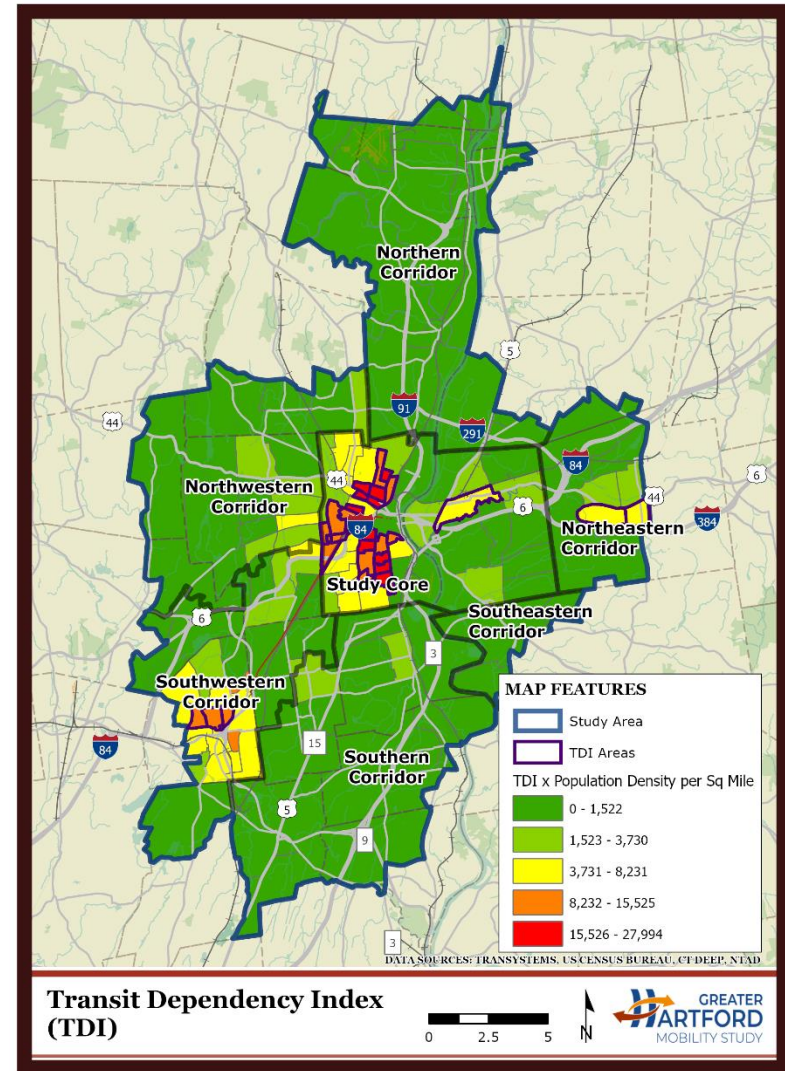 Northern
Corridor
5
91
291
44
84
6
44
44
Northwestern
Corridor
6
384
84
Northeastern
Corridor
Study Core
6
Southeastern
Corridor
3
Southwestern
Corridor
84
15
Southern
Corridor
5
9
3
MAP FEATURES
Study Area
TDI Areas
TDI x Population Density per Sq Mile
0 - 1,522
1,523 - 3,730
3,731 - 8,231
8,232 - 15,525
15,526 - 27,994
DATA SOURCES: TRANSYSTEMS, US CENSUS BUREAU, CT DEEP, NTAD
Transit Dependency Index
(TDI)
0 2.5 5
N
GREATER
HARTFORD
MOBILITY STUDY